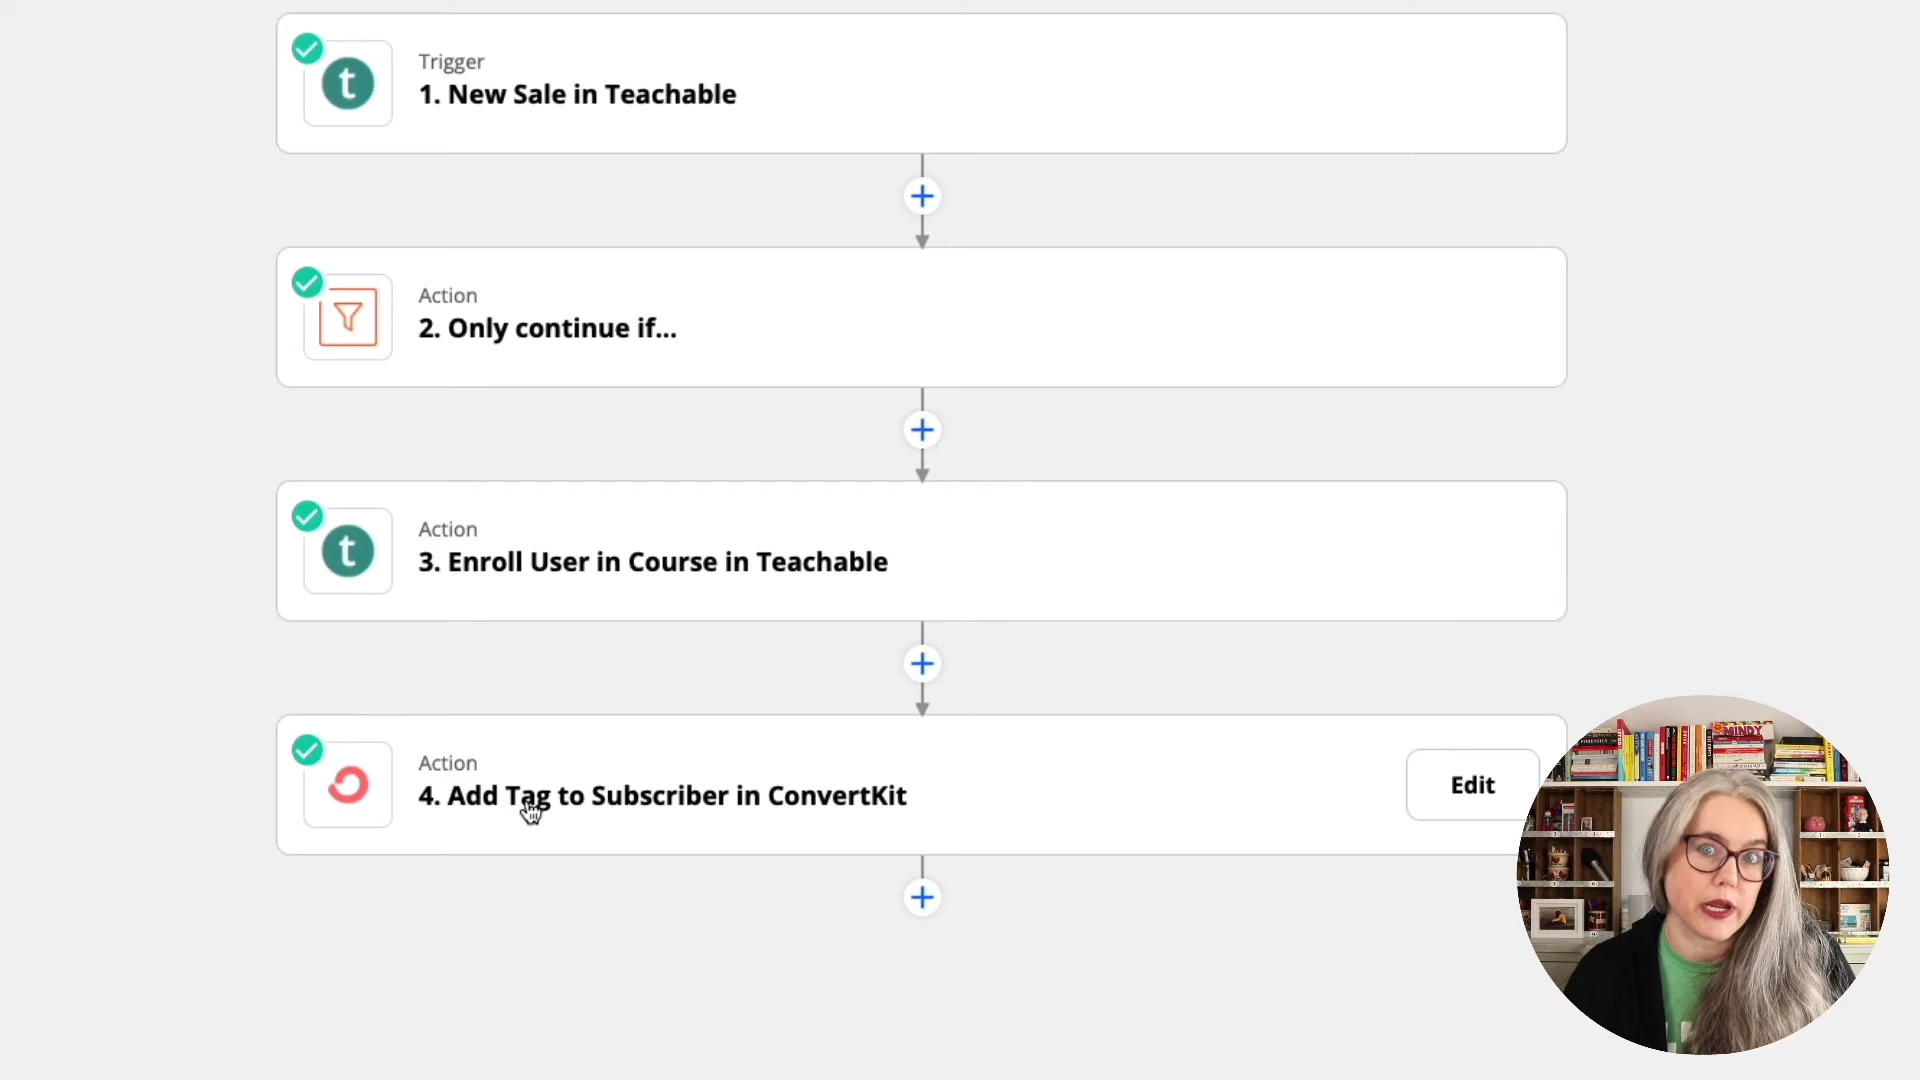 Trigger
1. New Sale in Teachable
Action
2. Only continue if...
Action
3. Enroll User in Course in Teachable
Action
4. Add Tag to Subscriber in ConvertKit
Edit
MINDY